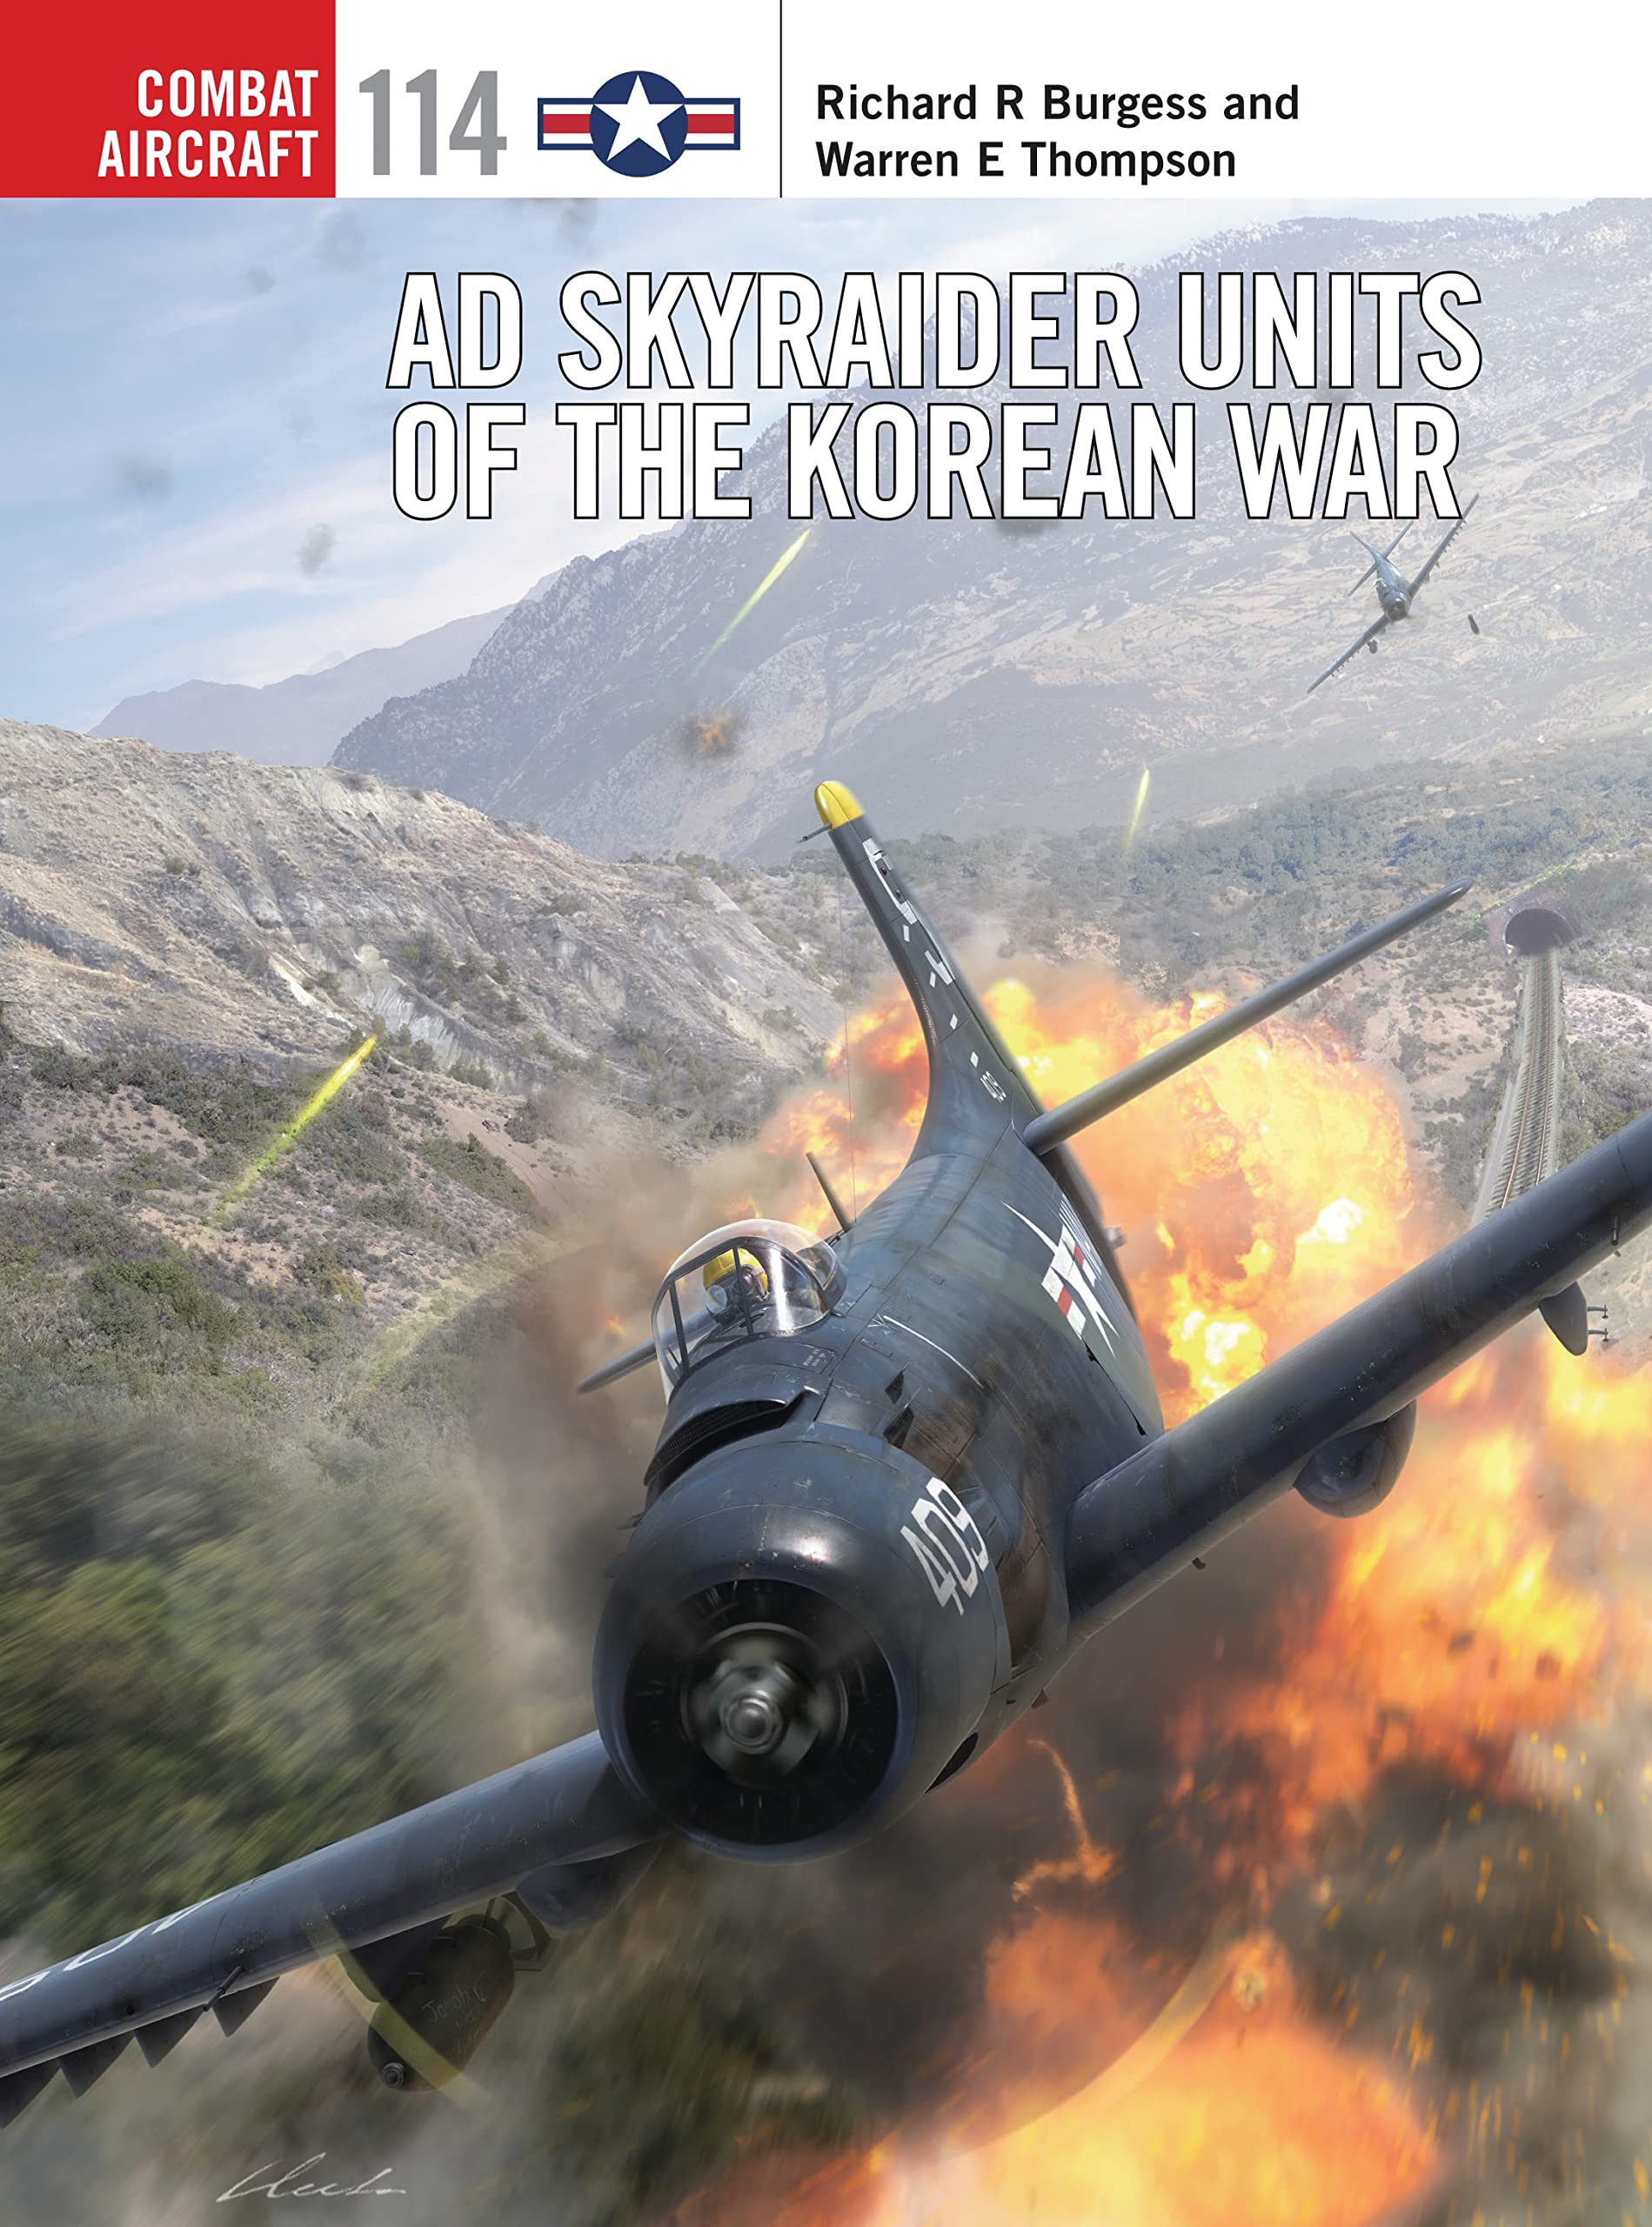 COMBAT
AIRCRAFT
114
Richard R Burgess and
Warren E Thompson
AD SKYRAIDER UNITS
OF THE KOREAN WAR
409